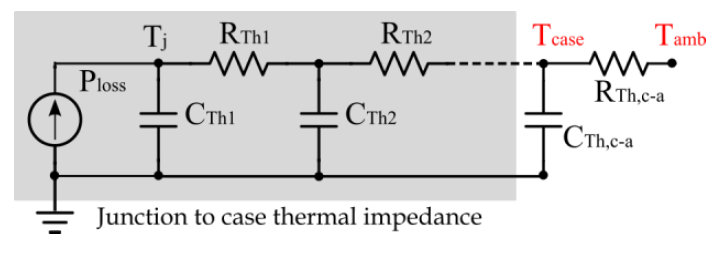 Tj RTh1 RTh2 Tcase Tamb
Ploss RTh,c-a
CTh1 CTh2
CTh,c-a
Junction to case thermal impedance